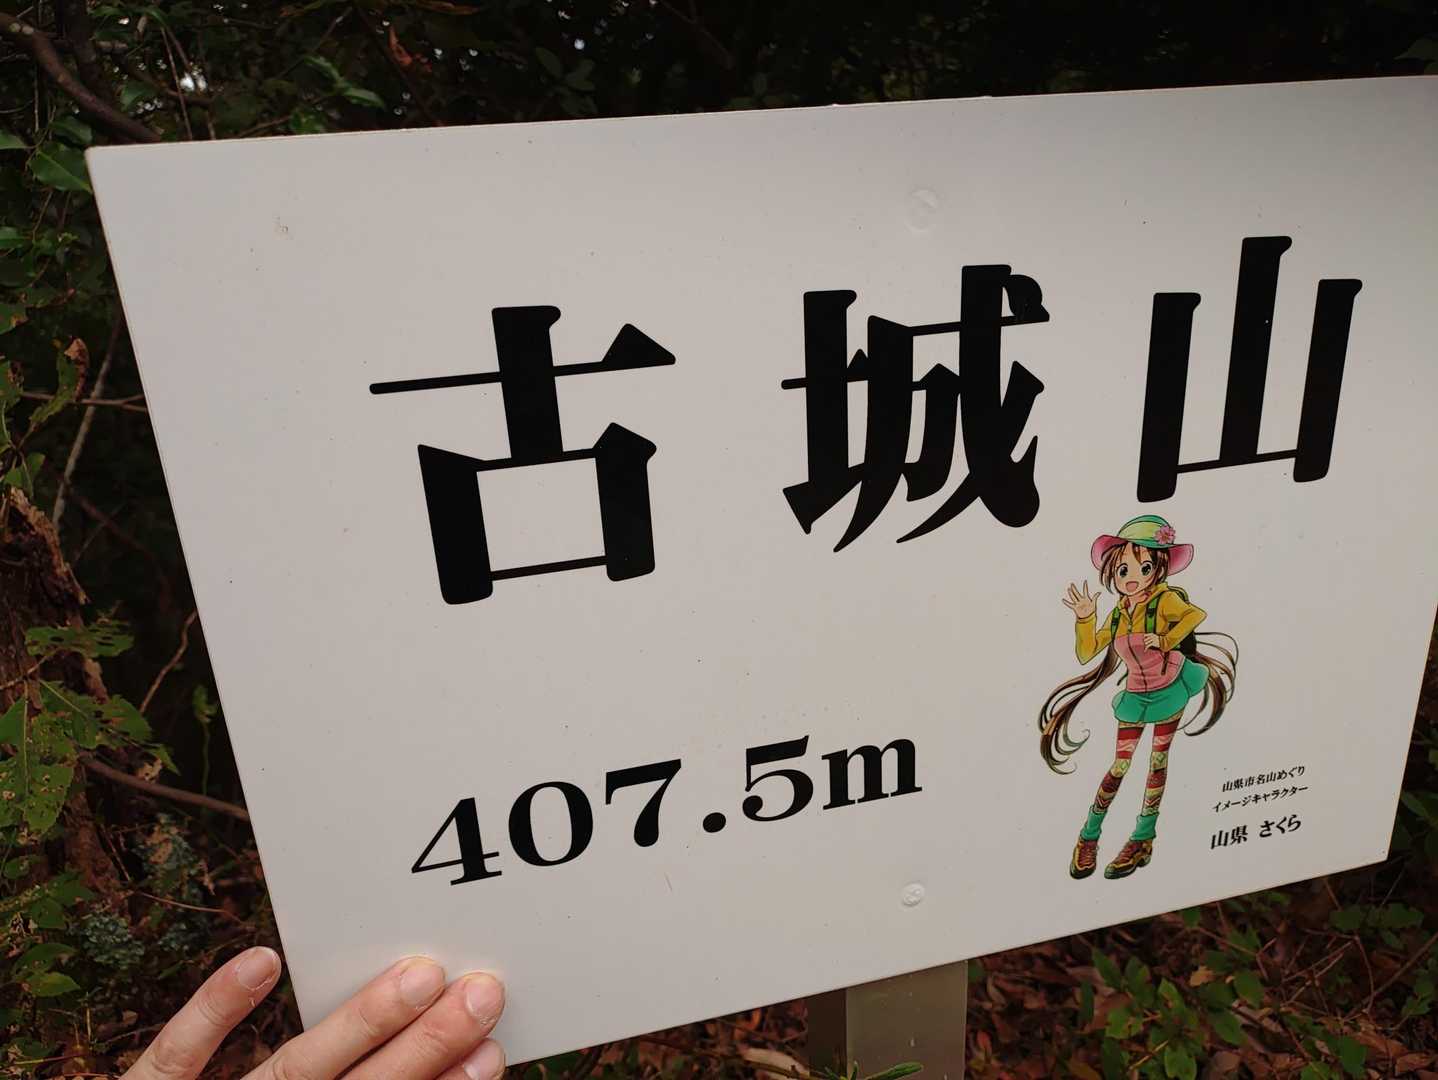 古城山
407.5m
山県市名山めぐり
イメージキャラクター
山県 さくら